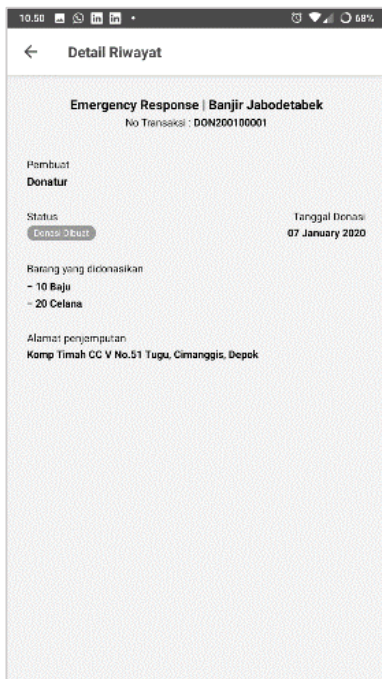 10.50
68%
Detail Riwayat
Emergency Response | Banjir Jabodetabek
No Transaksi : DON200100001
Pembuat
Donatur
Status
Tanggal Donasi
Donasi Dibuat
07 January 2020
Barang yang didonasikan
– 10 Baju
– 20 Celana
Alamat penjemputan
Komp Timah CC V No.51 Tugu, Cimanggis, Depok